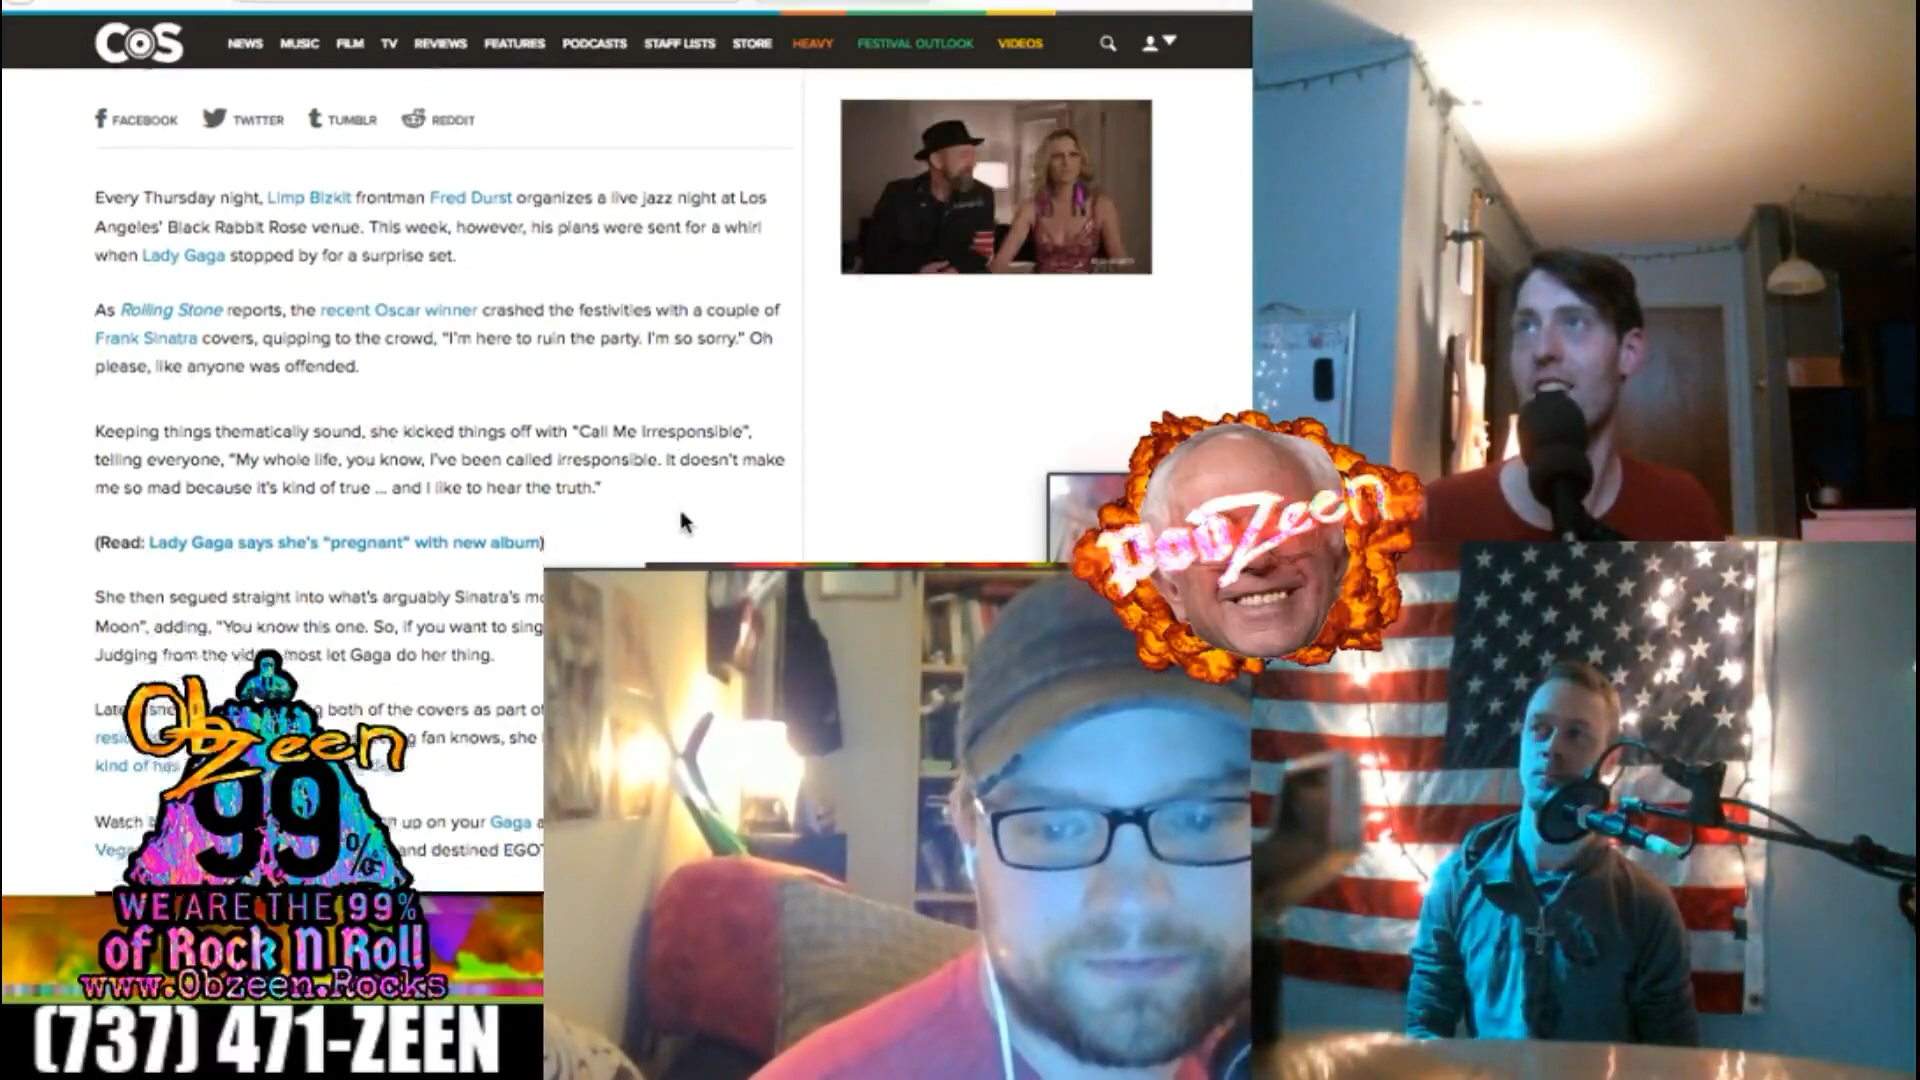 COS NEWS MUSIC FILM TV REVIEWS FEATURES PODCASTS STAFF LISTS STORE HEAVY FESTIVAL OUTLOOK VIDEOS
FACEBOOK TWITTER TUMBLR REDDIT
Every Thursday night, Limp Bizkit frontman Fred Durst organizes a live jazz night at Los
Angeles' Black Rabbit Rose venue. This week, however, his plans were sent for a whirl
when Lady Gaga stopped by for a surprise set.
As Rolling Stone reports, the recent Oscar winner crashed the festivities with a couple of
Frank Sinatra covers, quipping to the crowd, "I'm here to ruin the party. I'm so sorry." Oh
please, like anyone was offended.
Keeping things thematically sound, she kicked things off with "Call Me Irresponsible",
telling everyone, "My whole life, you know, I've been called irresponsible. It doesn't make
me so mad because it's kind of true ... and I like to hear the truth."
(Read: Lady Gaga says she's "pregnant" with new album)
She then segued straight into what's arguably Sinatra's
Moon", adding, "You know this one. So, if you want to sing
Judging from the most let Gaga do her thing.
both of the covers as part of
fan knows, she
kind of
Watch up on your Gaga
and destined
PodZeen
ObZeen
99%
WE ARE THE 99%
of Rock N Roll
www.Obzeen.Rocks
(737) 471-ZEEN